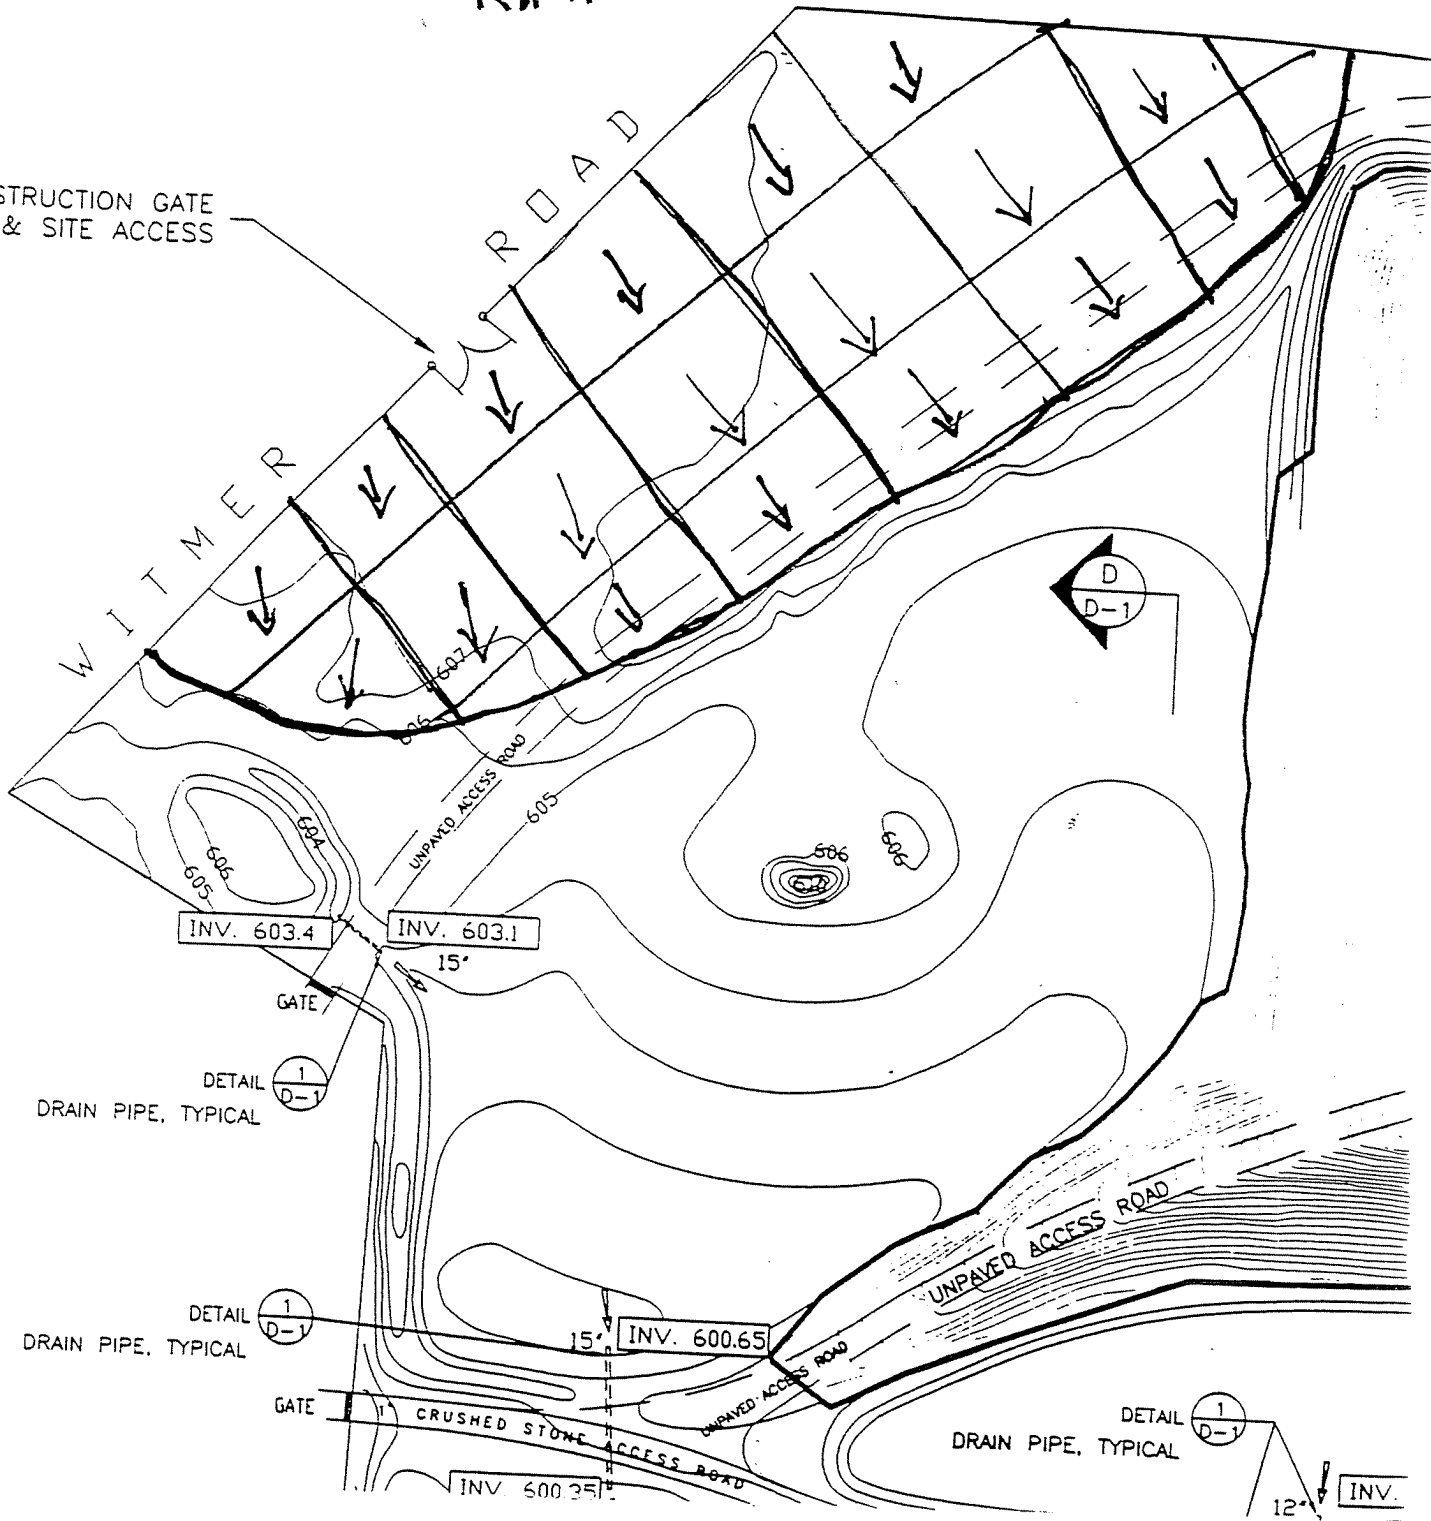 STRUCTION GATE
& SITE ACCESS
WITMER ROAD
607
606
UNPAVED ACCESS ROAD
605
604
606
605
606
606
D
D-1
INV. 603.4
INV. 603.1
15"
GATE
DETAIL 1
D-1
DRAIN PIPE, TYPICAL
UNPAVED ACCESS ROAD
DETAIL 1
D-1
DRAIN PIPE, TYPICAL
15"
INV. 600.65
UNPAVED ACCESS ROAD
GATE
1"
CRUSHED STONE ACCESS ROAD
INV. 600.35
DETAIL 1
D-1
DRAIN PIPE, TYPICAL
12"
INV.